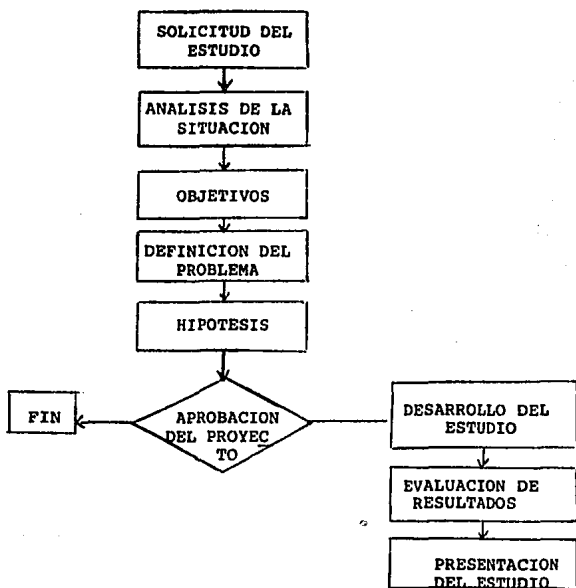 SOLICITUD DEL
ESTUDIO
ANALISIS DE LA
SITUACION
OBJETIVOS
DEFINICION DEL
PROBLEMA
HIPOTESIS
FIN
APROBACION
DEL PROYEC
TO
DESARROLLO DEL
ESTUDIO
EVALUACION DE
RESULTADOS
PRESENTACION
DEL ESTUDIO